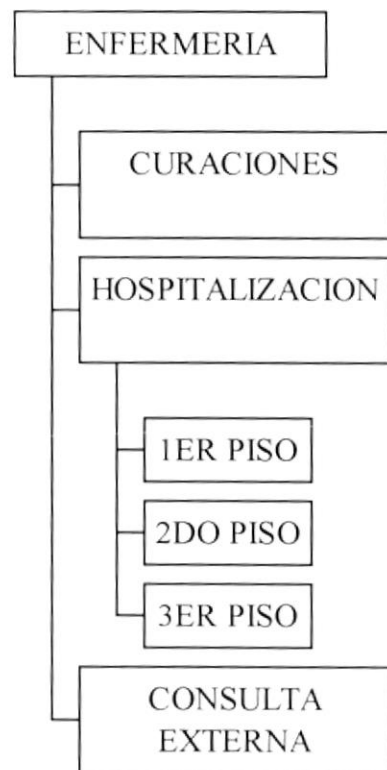 ENFERMERIA
CURACIONES
HOSPITALIZACION
1ER PISO
2DO PISO
3ER PISO
CONSULTA
EXTERNA